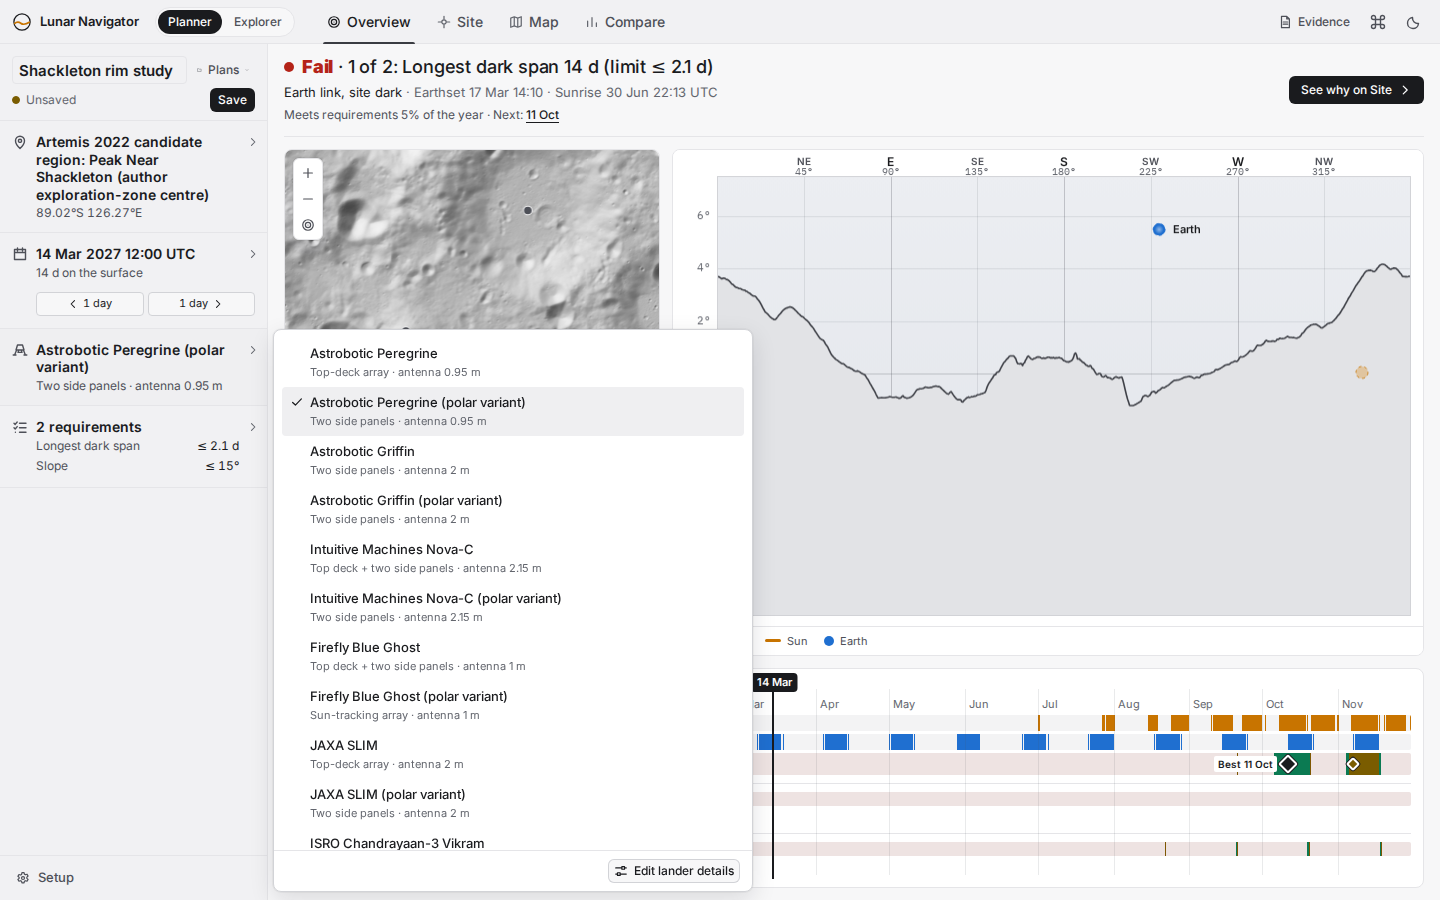 Lunar Navigator
Planner
Explorer
Overview
Site
Map
Compare
Evidence
Shackleton rim study
Plans
Unsaved
Save
Artemis 2022 candidate
region: Peak Near
Shackleton (author
exploration-zone centre)
89.02°S 126.27°E
14 Mar 2027 12:00 UTC
14 d on the surface
1 day
1 day
Astrobotic Peregrine (polar
variant)
Two side panels · antenna 0.95 m
2 requirements
Longest dark span ≤ 2.1 d
Slope ≤ 15°
Setup
Fail · 1 of 2: Longest dark span 14 d (limit ≤ 2.1 d)
Earth link, site dark · Earthset 17 Mar 14:10 · Sunrise 30 Jun 22:13 UTC
Meets requirements 5% of the year · Next: 11 Oct
See why on Site
NE E SE S SW W NW
45° 90° 135° 180° 225° 270° 315°
6°
4°
2°
Earth
Sun
Earth
Astrobotic Peregrine
Top-deck array · antenna 0.95 m
Astrobotic Peregrine (polar variant)
Two side panels · antenna 0.95 m
Astrobotic Griffin
Two side panels · antenna 2 m
Astrobotic Griffin (polar variant)
Two side panels · antenna 2 m
Intuitive Machines Nova-C
Top deck + two side panels · antenna 2.15 m
Intuitive Machines Nova-C (polar variant)
Two side panels · antenna 2.15 m
Firefly Blue Ghost
Top deck + two side panels · antenna 1 m
Firefly Blue Ghost (polar variant)
Sun-tracking array · antenna 1 m
JAXA SLIM
Top-deck array · antenna 2 m
JAXA SLIM (polar variant)
Two side panels · antenna 2 m
ISRO Chandrayaan-3 Vikram
Edit lander details
14 Mar
ar Apr May Jun Jul Aug Sep Oct Nov
Best 11 Oct